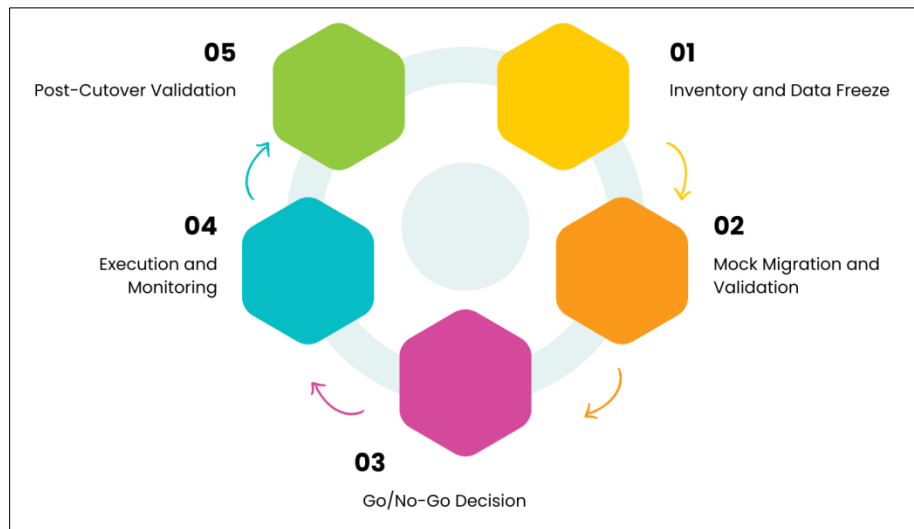 01
Inventory and Data Freeze
02
Mock Migration and
Validation
03
Go/No-Go Decision
04
Execution and
Monitoring
05
Post-Cutover Validation